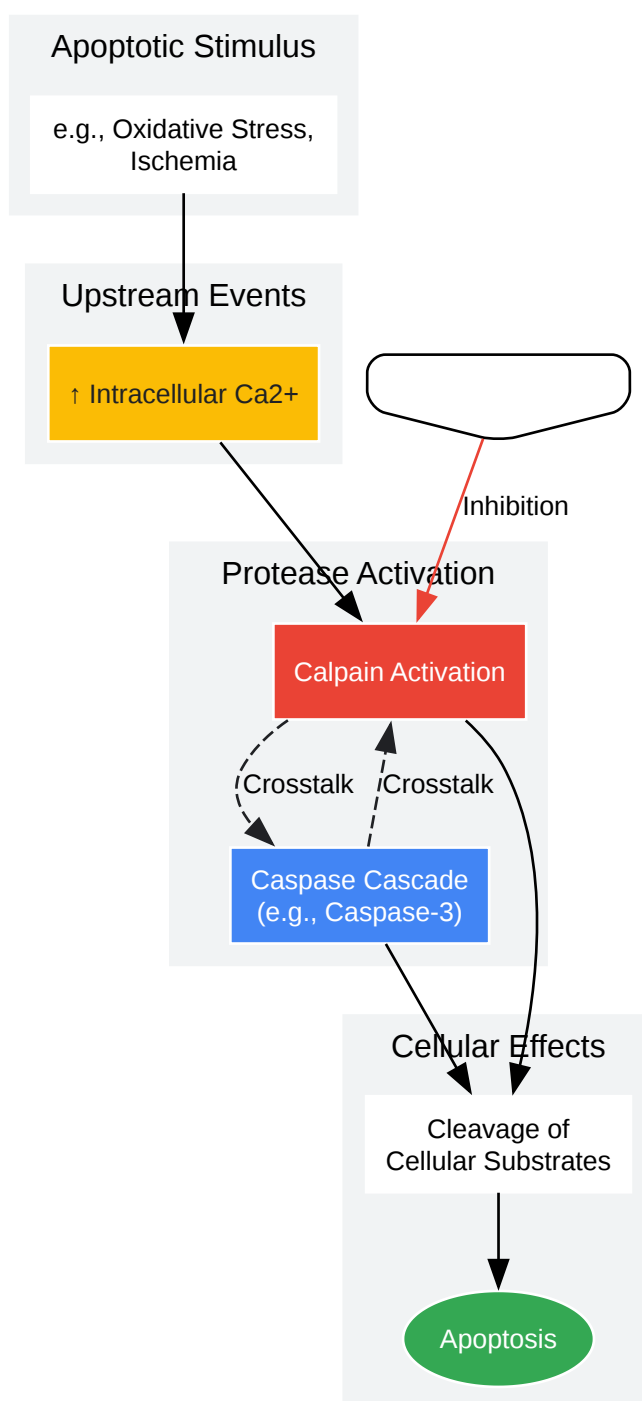 Apoptotic Stimulus
e.g., Oxidative Stress,
Ischemia
Upstream Events
↑ Intracellular Ca2+
Inhibition
Protease Activation
Calpain Activation
Crosstalk
Crosstalk
Caspase Cascade
(e.g., Caspase-3)
Cellular Effects
Cleavage of
Cellular Substrates
Apoptosis